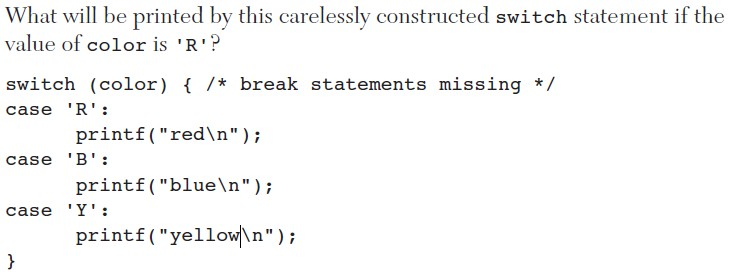 What will be printed by this carelessly constructed switch statement if the
value of color is 'R'?
switch (color) { /* break statements missing */
case 'R':
printf("red\n");
case 'B':
printf("blue\n");
case 'Y':
printf("yellow\n");
}